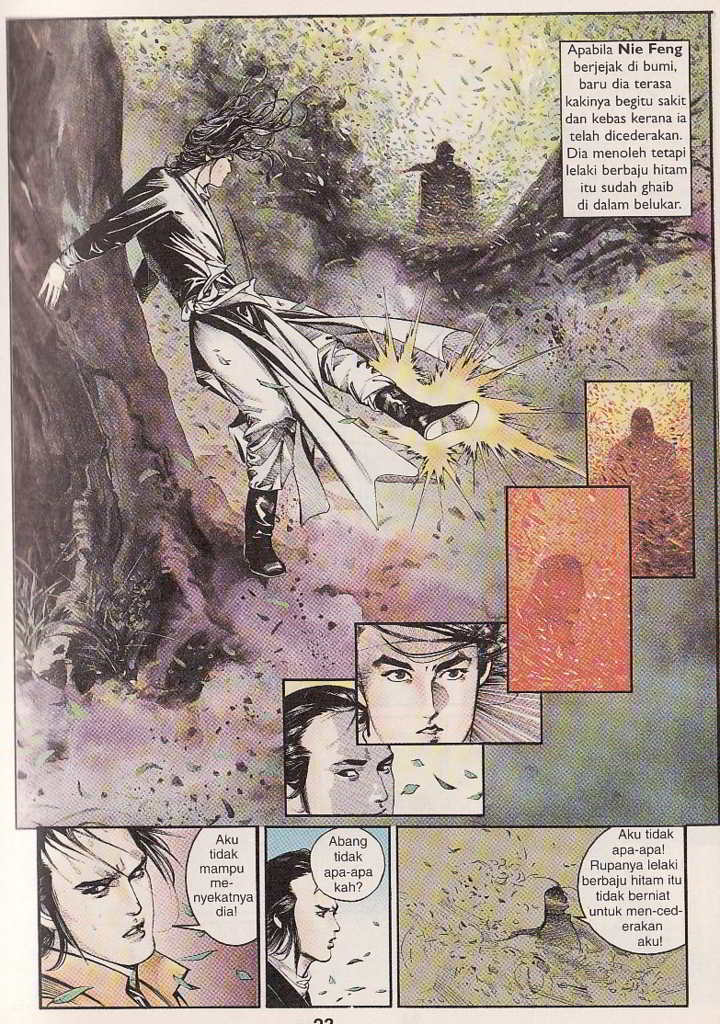 Apabila Nie Feng
berjejak di bumi,
baru dia terasa
kakinya begitu sakit
dan kebas kerana ia
telah dicederakan.
Dia menoleh tetapi
lelaki berbaju hitam
itu sudah ghaib
di dalam belukar.
Aku
tidak
mampu
me-
nyekatnya
dia!
Abang
tidak
apa-apa
kah?
Aku tidak
apa-apa!
Rupanya lelaki
berbaju hitam itu
tidak berniat
untuk men-ced-
erakan
aku!